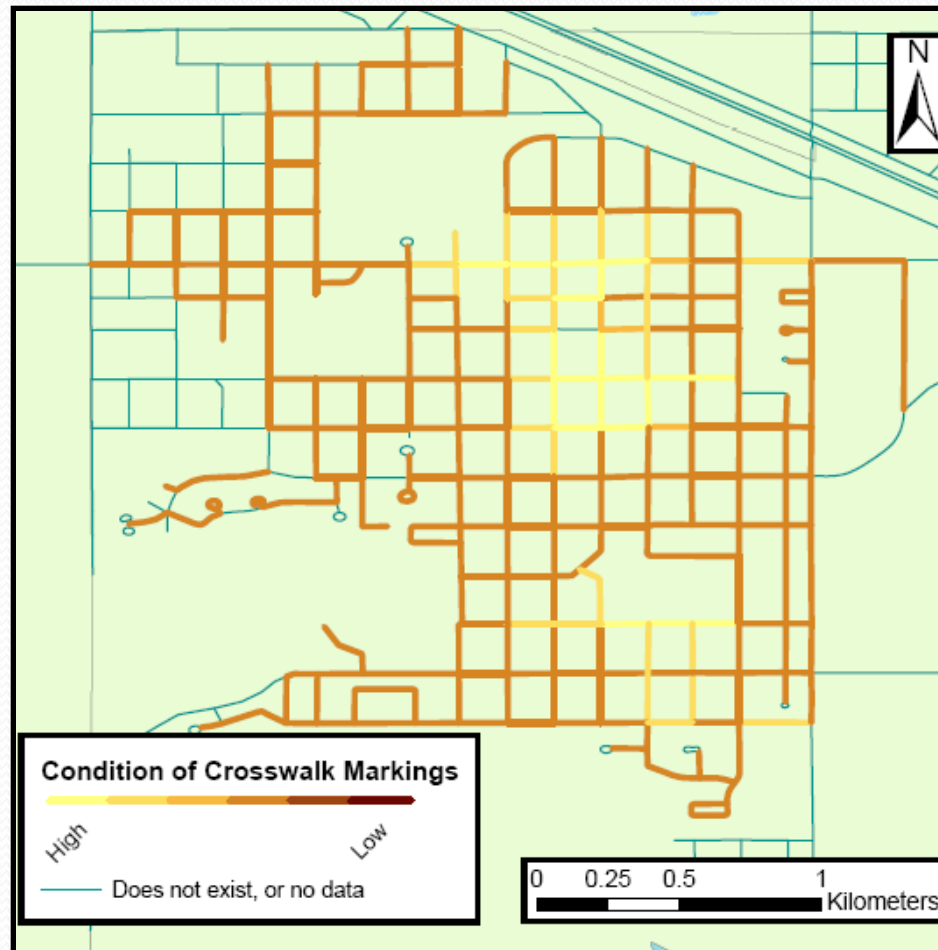 N
Condition of Crosswalk Markings
High
Low
Does not exist, or no data
0 0.25 0.5 1
Kilometers